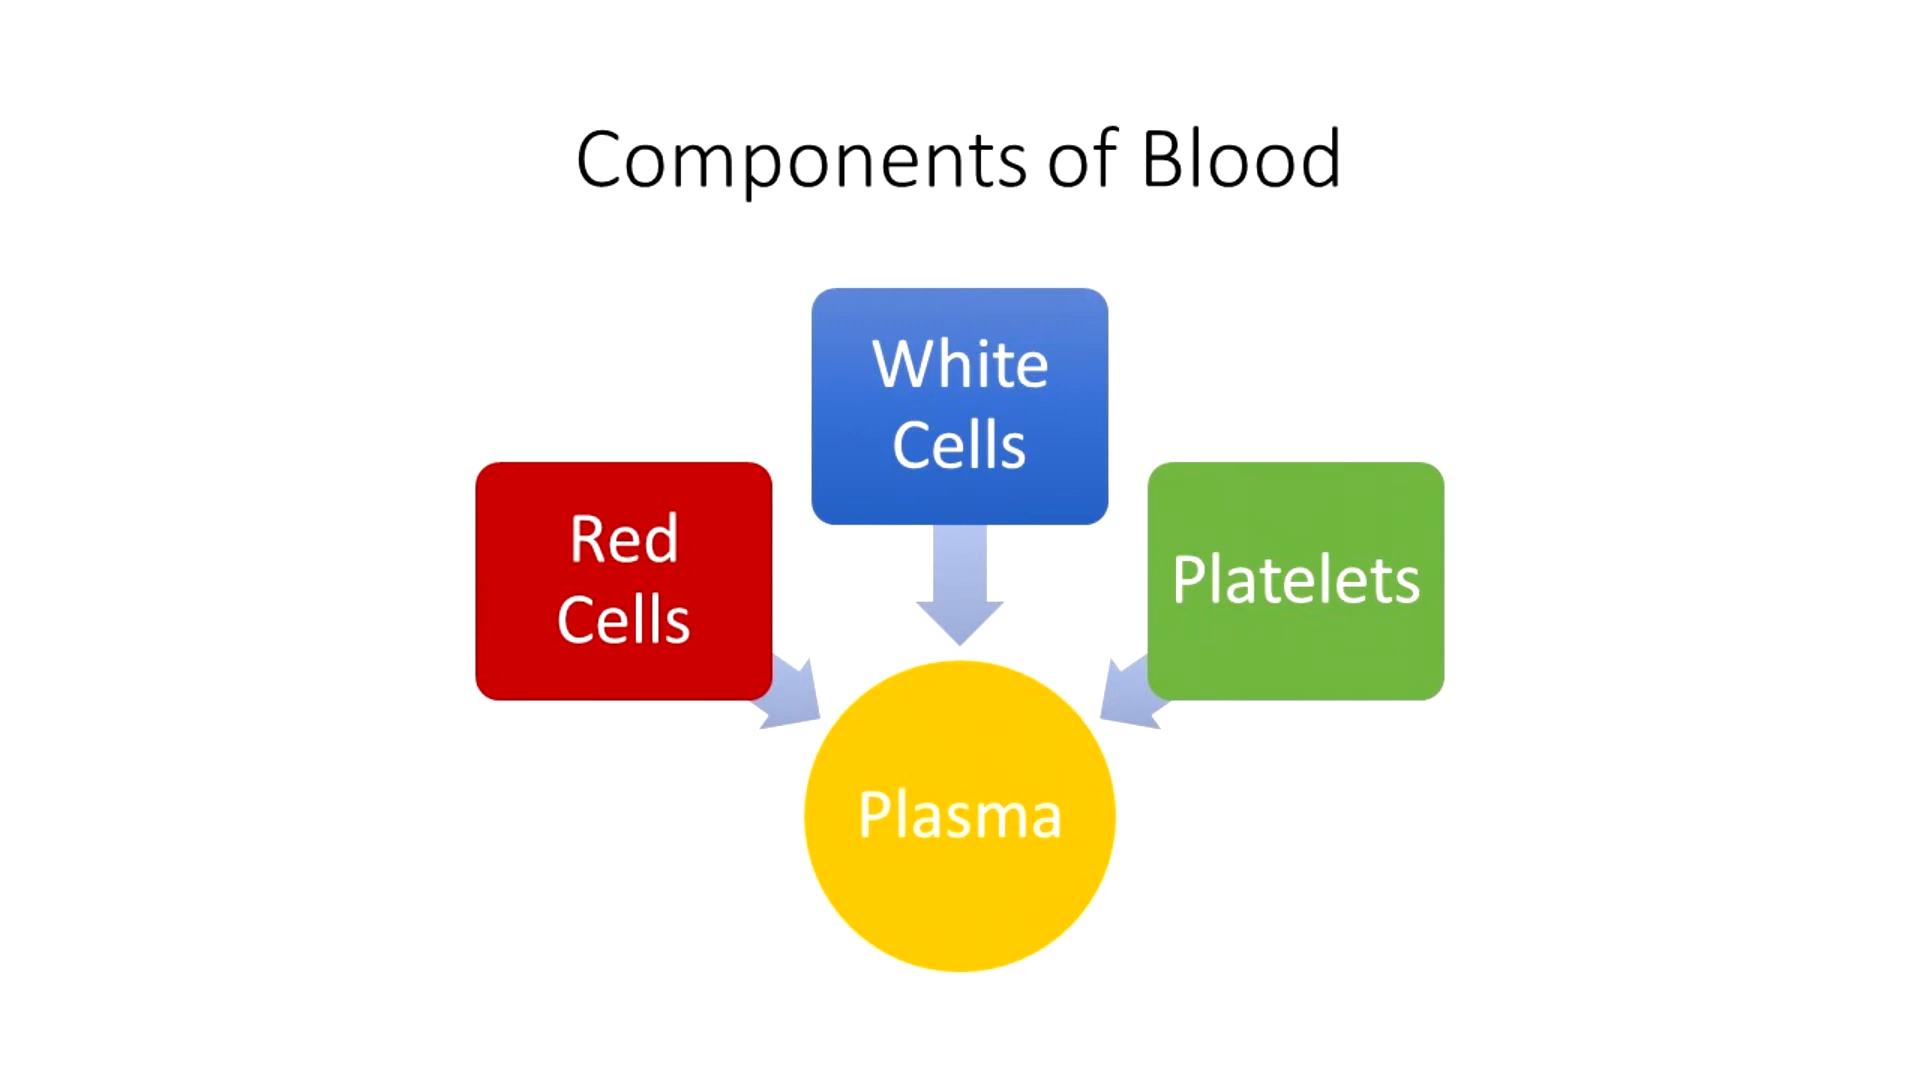 Components of Blood
White
Cells
Red
Cells
Platelets
Plasma